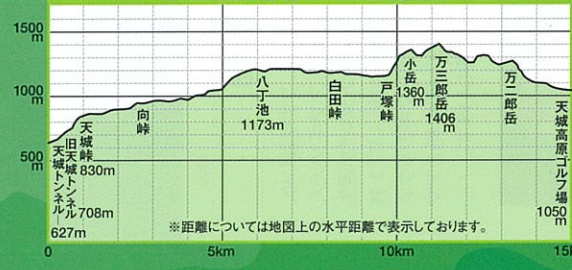 1500
m
1000
m
500
m
天城トンネル
627m
旧天城トンネル
708m
天城峠
830m
向峠
八丁池
1173m
白田峠
戸塚峠
小岳
1360
m
万三郎岳
1406
m
万二郎岳
天城高原ゴルフ場
1050
m
※距離については地図上の水平距離で表示しております。
0
5km
10km